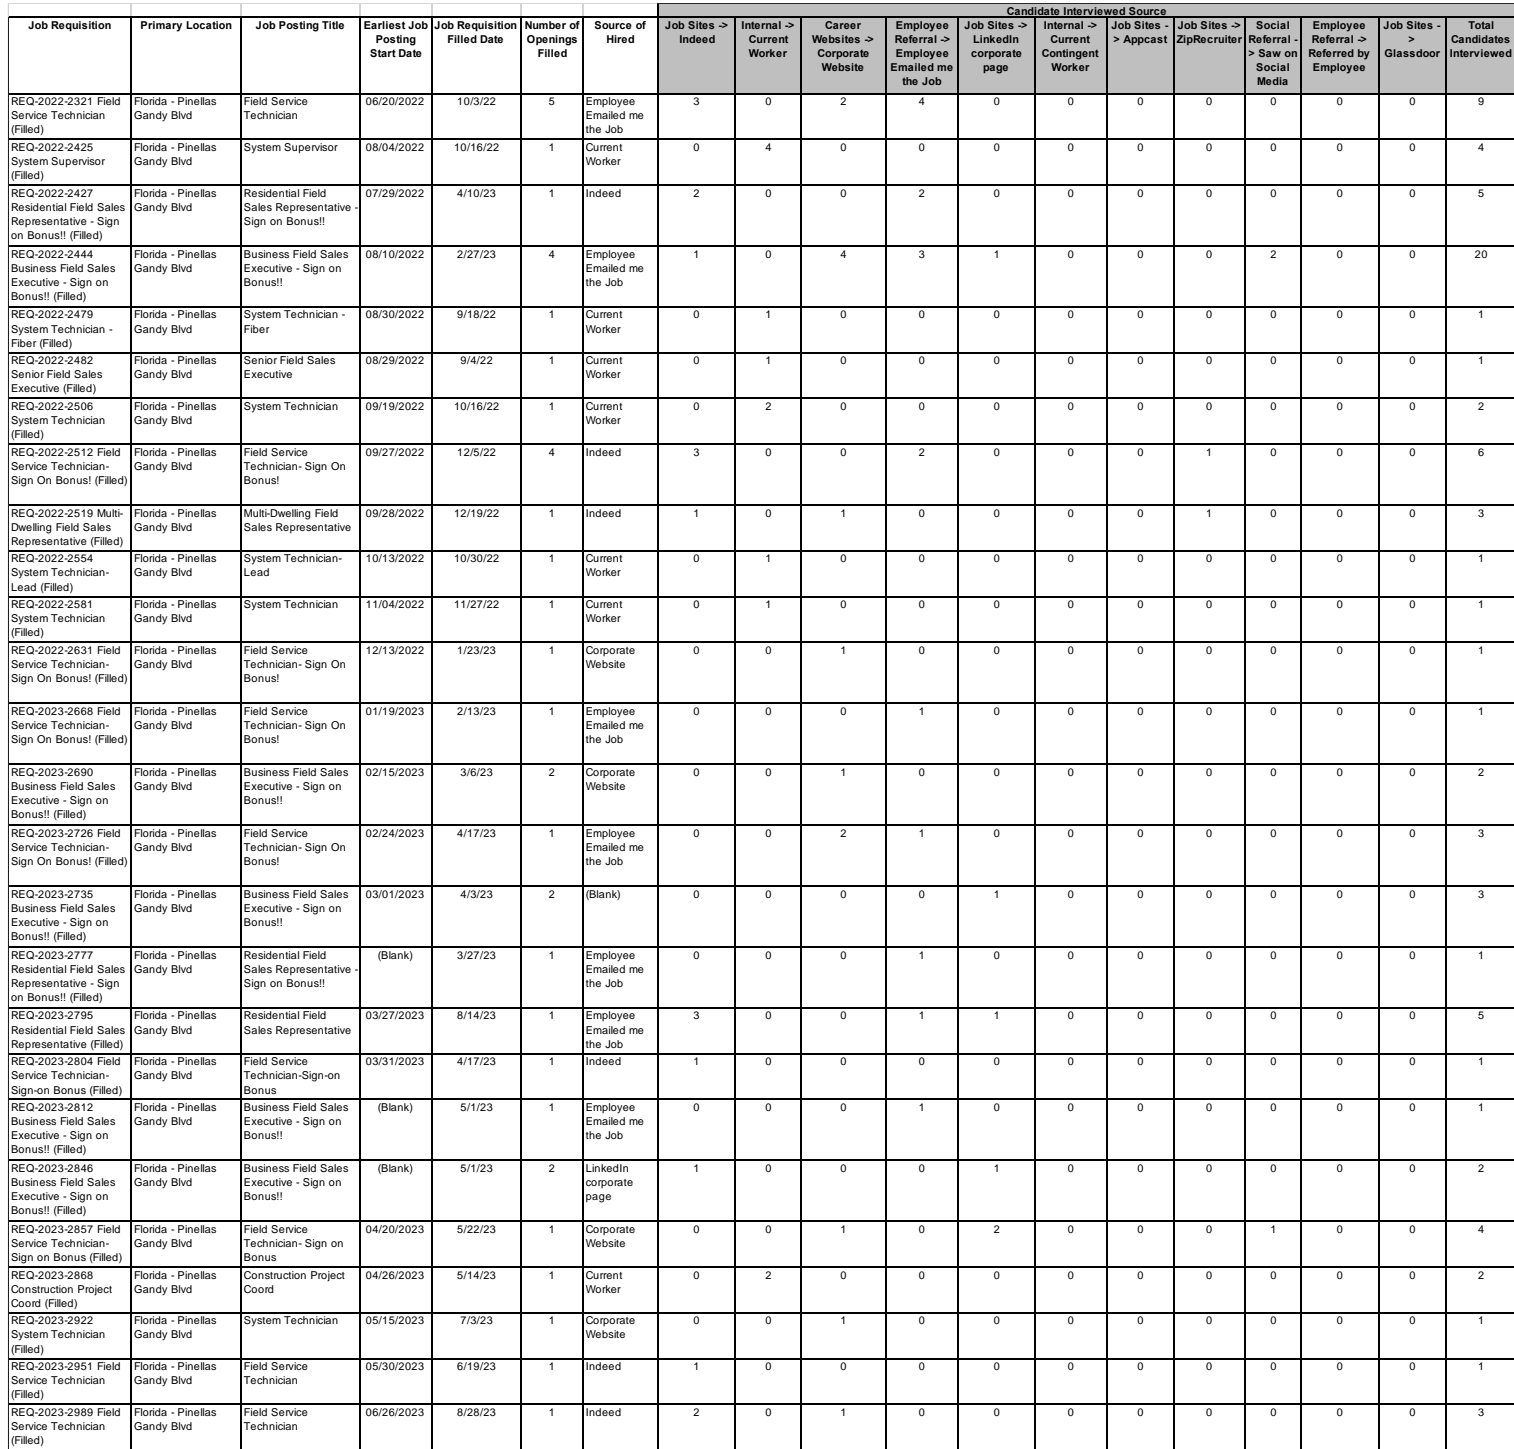 Candidate Interviewed Source
Job Requisition | Primary Location | Job Posting Title | Earliest Job Posting Start Date | Job Requisition Filled Date | Number of Openings Filled | Source of Hired | Job Sites -> Indeed | Internal -> Current Worker | Career Websites -> Corporate Website | Employee Referral -> Employee Emailed me the Job | Job Sites -> LinkedIn corporate page | Internal -> Current Contingent Worker | Job Sites -> Appcast | Job Sites -> ZipRecruiter | Social Referral -> Saw on Social Media | Employee Referral -> Referred by Employee | Job Sites -> Glassdoor | Total Candidates Interviewed
REQ-2022-2321 Field Service Technician (Filled) | Florida - Pinellas Gandy Blvd | Field Service Technician | 06/20/2022 | 10/3/22 | 5 | Employee Emailed me the Job | 3 | 0 | 2 | 4 | 0 | 0 | 0 | 0 | 0 | 0 | 0 | 9
REQ-2022-2425 System Supervisor (Filled) | Florida - Pinellas Gandy Blvd | System Supervisor | 08/04/2022 | 10/16/22 | 1 | Current Worker | 0 | 4 | 0 | 0 | 0 | 0 | 0 | 0 | 0 | 0 | 0 | 4
REQ-2022-2427 Residential Field Sales Representative - Sign on Bonus!! (Filled) | Florida - Pinellas Gandy Blvd | Residential Field Sales Representative - Sign on Bonus!! | 07/29/2022 | 4/10/23 | 1 | Indeed | 2 | 0 | 0 | 2 | 0 | 0 | 0 | 0 | 0 | 0 | 0 | 5
REQ-2022-2444 Business Field Sales Executive - Sign on Bonus!! (Filled) | Florida - Pinellas Gandy Blvd | Business Field Sales Executive - Sign on Bonus!! | 08/10/2022 | 2/27/23 | 4 | Employee Emailed me the Job | 1 | 0 | 4 | 3 | 1 | 0 | 0 | 0 | 2 | 0 | 0 | 20
REQ-2022-2479 System Technician - Fiber (Filled) | Florida - Pinellas Gandy Blvd | System Technician - Fiber | 08/30/2022 | 9/18/22 | 1 | Current Worker | 0 | 1 | 0 | 0 | 0 | 0 | 0 | 0 | 0 | 0 | 0 | 1
REQ-2022-2482 Senior Field Sales Executive (Filled) | Florida - Pinellas Gandy Blvd | Senior Field Sales Executive | 08/29/2022 | 9/4/22 | 1 | Current Worker | 0 | 1 | 0 | 0 | 0 | 0 | 0 | 0 | 0 | 0 | 0 | 1
REQ-2022-2506 System Technician (Filled) | Florida - Pinellas Gandy Blvd | System Technician | 09/19/2022 | 10/16/22 | 1 | Current Worker | 0 | 2 | 0 | 0 | 0 | 0 | 0 | 0 | 0 | 0 | 0 | 2
REQ-2022-2512 Field Service Technician- Sign On Bonus! (Filled) | Florida - Pinellas Gandy Blvd | Field Service Technician- Sign On Bonus! | 09/27/2022 | 12/5/22 | 4 | Indeed | 3 | 0 | 0 | 2 | 0 | 0 | 0 | 1 | 0 | 0 | 0 | 6
REQ-2022-2519 Multi-Dwelling Field Sales Representative (Filled) | Florida - Pinellas Gandy Blvd | Multi-Dwelling Field Sales Representative | 09/28/2022 | 12/19/22 | 1 | Indeed | 1 | 0 | 1 | 0 | 0 | 0 | 0 | 1 | 0 | 0 | 0 | 3
REQ-2022-2554 System Technician- Lead (Filled) | Florida - Pinellas Gandy Blvd | System Technician- Lead | 10/13/2022 | 10/30/22 | 1 | Current Worker | 0 | 1 | 0 | 0 | 0 | 0 | 0 | 0 | 0 | 0 | 0 | 1
REQ-2022-2581 System Technician (Filled) | Florida - Pinellas Gandy Blvd | System Technician | 11/04/2022 | 11/27/22 | 1 | Current Worker | 0 | 1 | 0 | 0 | 0 | 0 | 0 | 0 | 0 | 0 | 0 | 1
REQ-2022-2631 Field Service Technician- Sign On Bonus! (Filled) | Florida - Pinellas Gandy Blvd | Field Service Technician- Sign On Bonus! | 12/13/2022 | 1/23/23 | 1 | Corporate Website | 0 | 0 | 1 | 0 | 0 | 0 | 0 | 0 | 0 | 0 | 0 | 1
REQ-2023-2668 Field Service Technician- Sign On Bonus! (Filled) | Florida - Pinellas Gandy Blvd | Field Service Technician- Sign On Bonus! | 01/19/2023 | 2/13/23 | 1 | Employee Emailed me the Job | 0 | 0 | 0 | 1 | 0 | 0 | 0 | 0 | 0 | 0 | 0 | 1
REQ-2023-2690 Business Field Sales Executive - Sign on Bonus!! (Filled) | Florida - Pinellas Gandy Blvd | Business Field Sales Executive - Sign on Bonus!! | 02/15/2023 | 3/6/23 | 2 | Corporate Website | 0 | 0 | 1 | 0 | 0 | 0 | 0 | 0 | 0 | 0 | 0 | 2
REQ-2023-2726 Field Service Technician- Sign On Bonus! (Filled) | Florida - Pinellas Gandy Blvd | Field Service Technician- Sign On Bonus! | 02/24/2023 | 4/17/23 | 1 | Employee Emailed me the Job | 0 | 0 | 2 | 1 | 0 | 0 | 0 | 0 | 0 | 0 | 0 | 3
REQ-2023-2735 Business Field Sales Executive - Sign on Bonus!! (Filled) | Florida - Pinellas Gandy Blvd | Business Field Sales Executive - Sign on Bonus!! | 03/01/2023 | 4/3/23 | 2 | (Blank) | 0 | 0 | 0 | 0 | 1 | 0 | 0 | 0 | 0 | 0 | 0 | 3
REQ-2023-2777 Residential Field Sales Representative - Sign on Bonus!! (Filled) | Florida - Pinellas Gandy Blvd | Residential Field Sales Representative - Sign on Bonus!! | (Blank) | 3/27/23 | 1 | Employee Emailed me the Job | 0 | 0 | 0 | 1 | 0 | 0 | 0 | 0 | 0 | 0 | 0 | 1
REQ-2023-2795 Residential Field Sales Representative (Filled) | Florida - Pinellas Gandy Blvd | Residential Field Sales Representative | 03/27/2023 | 8/14/23 | 1 | Employee Emailed me the Job | 3 | 0 | 0 | 1 | 1 | 0 | 0 | 0 | 0 | 0 | 0 | 5
REQ-2023-2804 Field Service Technician- Sign-on Bonus (Filled) | Florida - Pinellas Gandy Blvd | Field Service Technician-Sign-on Bonus | 03/31/2023 | 4/17/23 | 1 | Indeed | 1 | 0 | 0 | 0 | 0 | 0 | 0 | 0 | 0 | 0 | 0 | 1
REQ-2023-2812 Business Field Sales Executive - Sign on Bonus!! (Filled) | Florida - Pinellas Gandy Blvd | Business Field Sales Executive - Sign on Bonus!! | (Blank) | 5/1/23 | 1 | Employee Emailed me the Job | 0 | 0 | 0 | 1 | 0 | 0 | 0 | 0 | 0 | 0 | 0 | 1
REQ-2023-2846 Business Field Sales Executive - Sign on Bonus!! (Filled) | Florida - Pinellas Gandy Blvd | Business Field Sales Executive - Sign on Bonus!! | (Blank) | 5/1/23 | 2 | LinkedIn corporate page | 1 | 0 | 0 | 0 | 1 | 0 | 0 | 0 | 0 | 0 | 0 | 2
REQ-2023-2857 Field Service Technician- Sign on Bonus (Filled) | Florida - Pinellas Gandy Blvd | Field Service Technician- Sign on Bonus | 04/20/2023 | 5/22/23 | 1 | Corporate Website | 0 | 0 | 1 | 0 | 2 | 0 | 0 | 0 | 1 | 0 | 0 | 4
REQ-2023-2868 Construction Project Coord (Filled) | Florida - Pinellas Gandy Blvd | Construction Project Coord | 04/26/2023 | 5/14/23 | 1 | Current Worker | 0 | 2 | 0 | 0 | 0 | 0 | 0 | 0 | 0 | 0 | 0 | 2
REQ-2023-2922 System Technician (Filled) | Florida - Pinellas Gandy Blvd | System Technician | 05/15/2023 | 7/3/23 | 1 | Corporate Website | 0 | 0 | 1 | 0 | 0 | 0 | 0 | 0 | 0 | 0 | 0 | 1
REQ-2023-2951 Field Service Technician (Filled) | Florida - Pinellas Gandy Blvd | Field Service Technician | 05/30/2023 | 6/19/23 | 1 | Indeed | 1 | 0 | 0 | 0 | 0 | 0 | 0 | 0 | 0 | 0 | 0 | 1
REQ-2023-2989 Field Service Technician (Filled) | Florida - Pinellas Gandy Blvd | Field Service Technician | 06/26/2023 | 8/28/23 | 1 | Indeed | 2 | 0 | 1 | 0 | 0 | 0 | 0 | 0 | 0 | 0 | 0 | 3